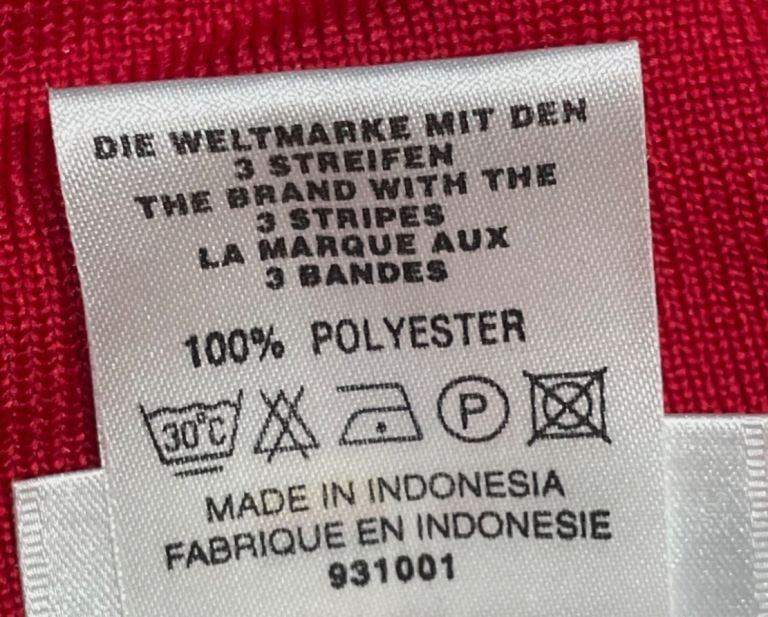 DIE WELTMARKE MIT DEN
3 STREIFEN
THE BRAND WITH THE
3 STRIPES
LA MARQUE AUX
3 BANDES
100% POLYESTER
30°C P
MADE IN INDONESIA
FABRIQUE EN INDONESIE
931001